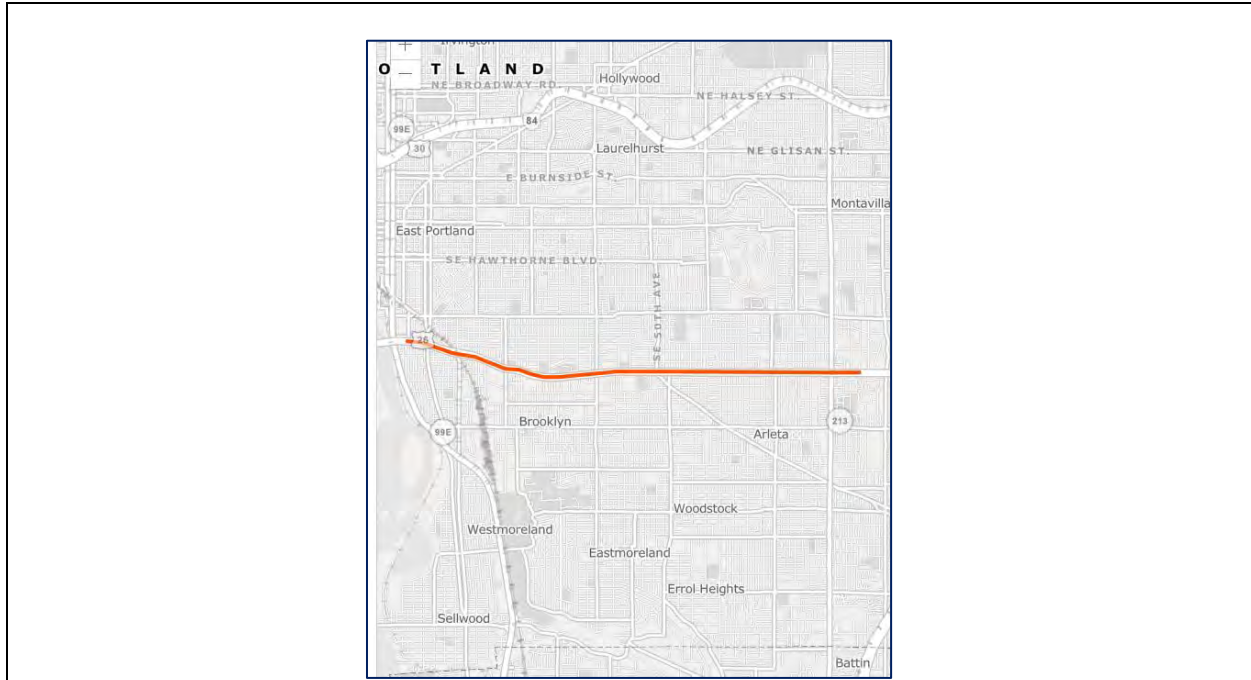 Irvington
+
−
O TLAND
Hollywood
NE BROADWAY RD.
NE HALSEY ST.
84
99E
30
Laurelhurst
NE GLISAN ST.
E BURNSIDE ST.
Montavilla
East Portland
SE HAWTHORNE BLVD.
SE 50TH AVE
26
Brooklyn
213
99E
Arleta
Woodstock
Westmoreland
Eastmoreland
Errol Heights
Sellwood
Battin